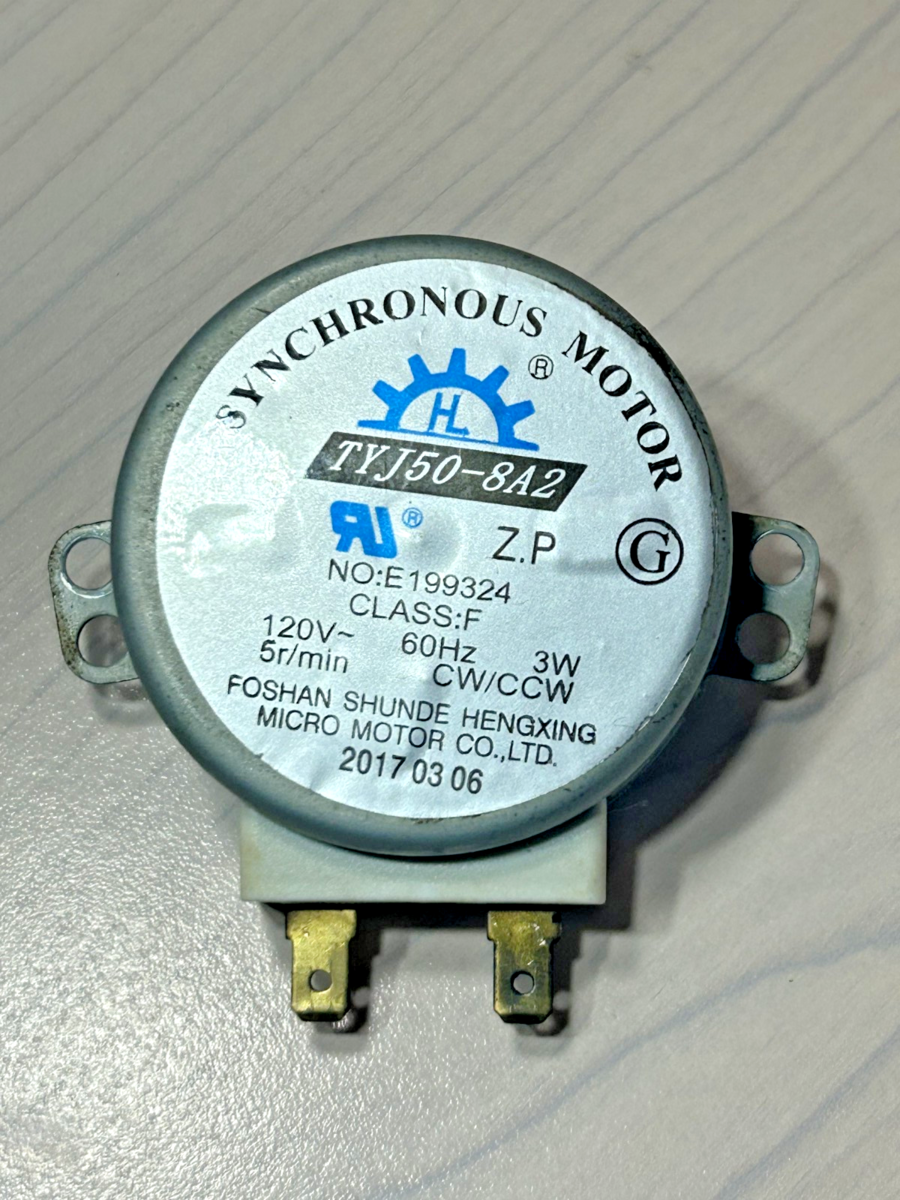 SYNCHRONOUS MOTOR
®
HL
TYJ50-8A2
RU ®
Z.P
G
NO:E199324
CLASS:F
120V~ 60Hz 3W
5r/min CW/CCW
FOSHAN SHUNDE HENGXING
MICRO MOTOR CO.,LTD.
2017 03 06